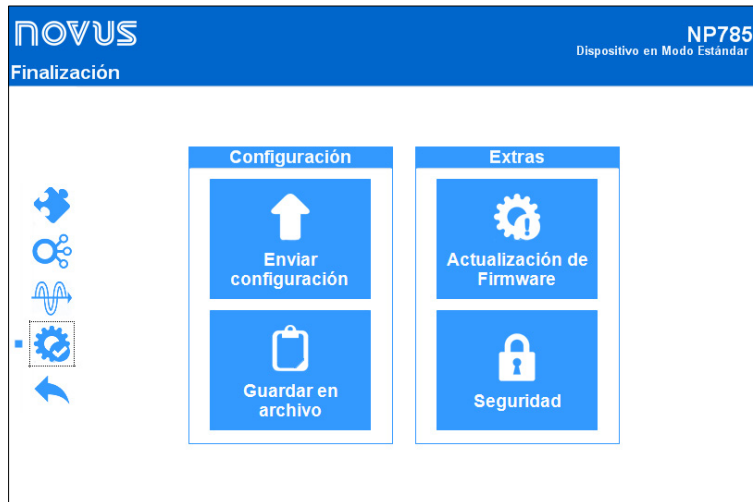 NOVUS
NP785
Dispositivo en Modo Estándar
Finalización
Configuración
Extras
Enviar
configuración
Actualización de
Firmware
Guardar en
archivo
Seguridad